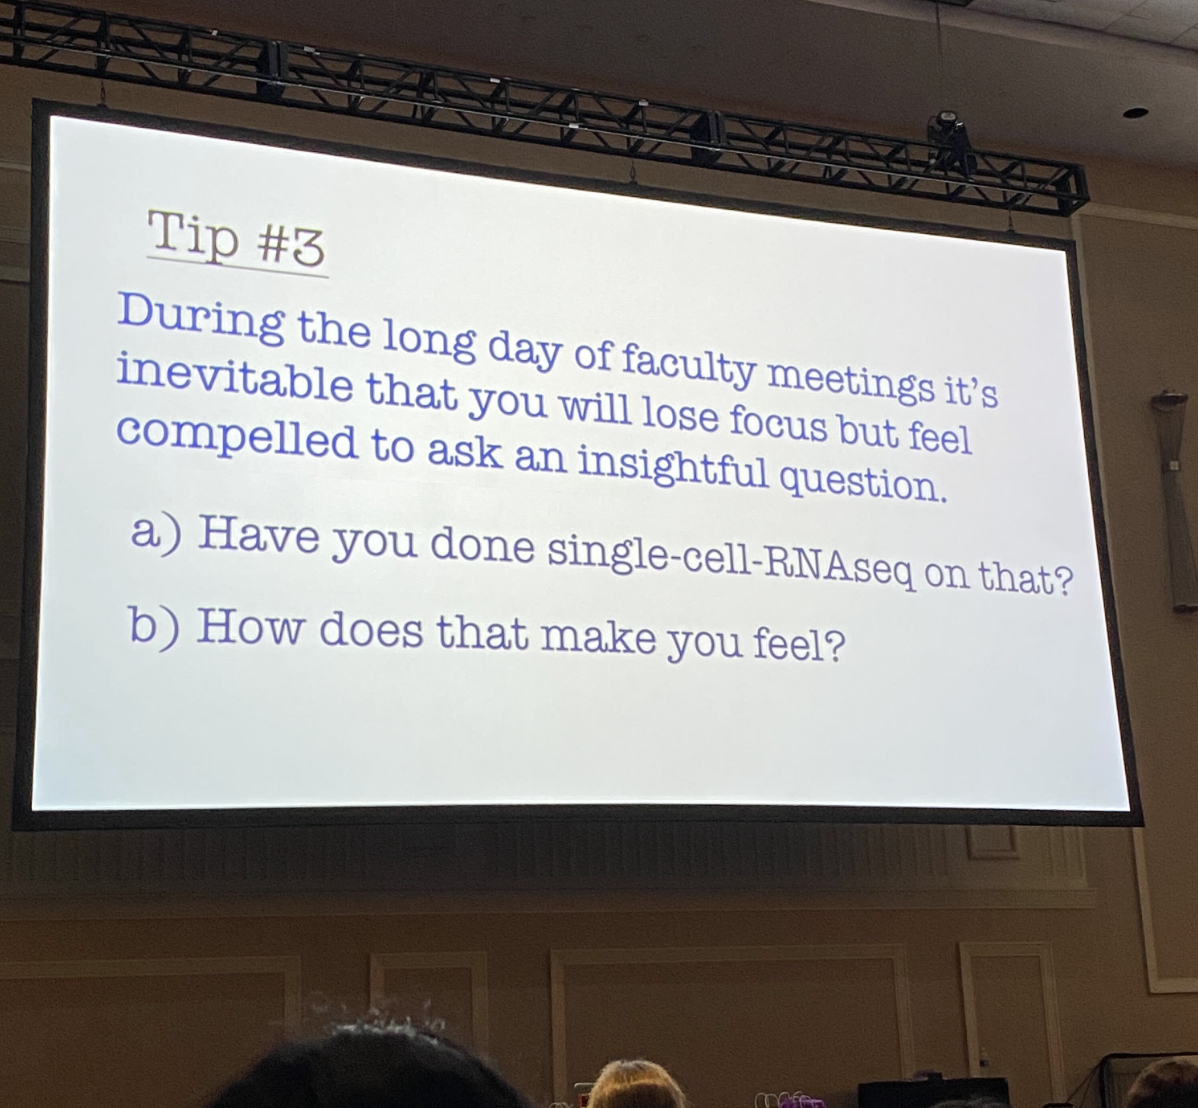 Tip #3
During the long day of faculty meetings it's
inevitable that you will lose focus but feel
compelled to ask an insightful question.
a) Have you done single-cell-RNAseq on that?
b) How does that make you feel?